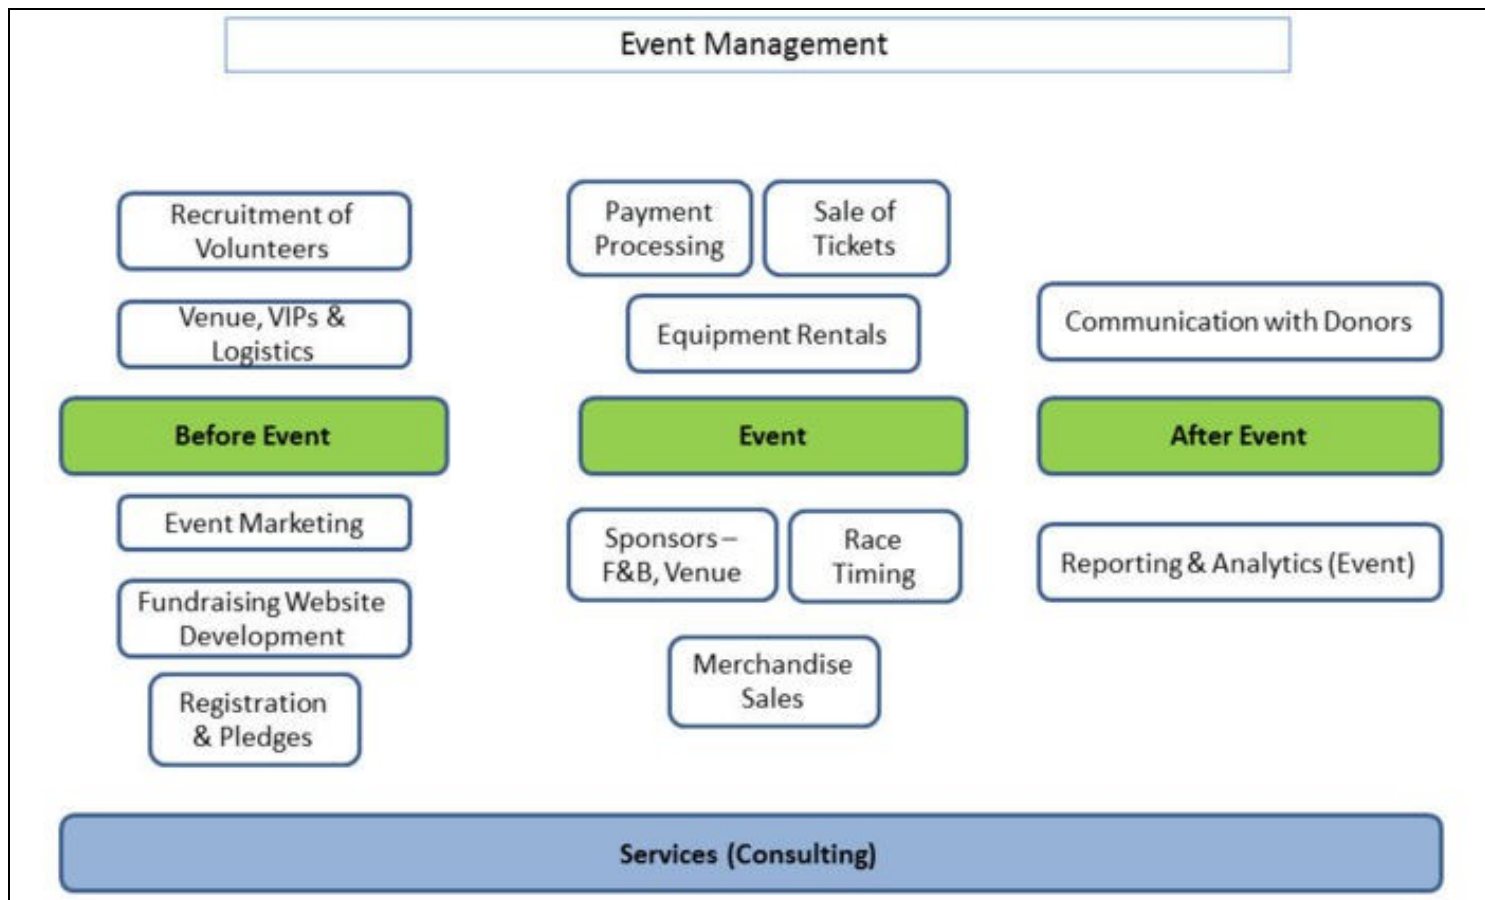 Event Management
Recruitment of
Volunteers
Venue, VIPs &
Logistics
Before Event
Event Marketing
Fundraising Website
Development
Registration
& Pledges
Payment
Processing
Sale of
Tickets
Equipment Rentals
Event
Sponsors –
F&B, Venue
Race
Timing
Merchandise
Sales
Communication with Donors
After Event
Reporting & Analytics (Event)
Services (Consulting)